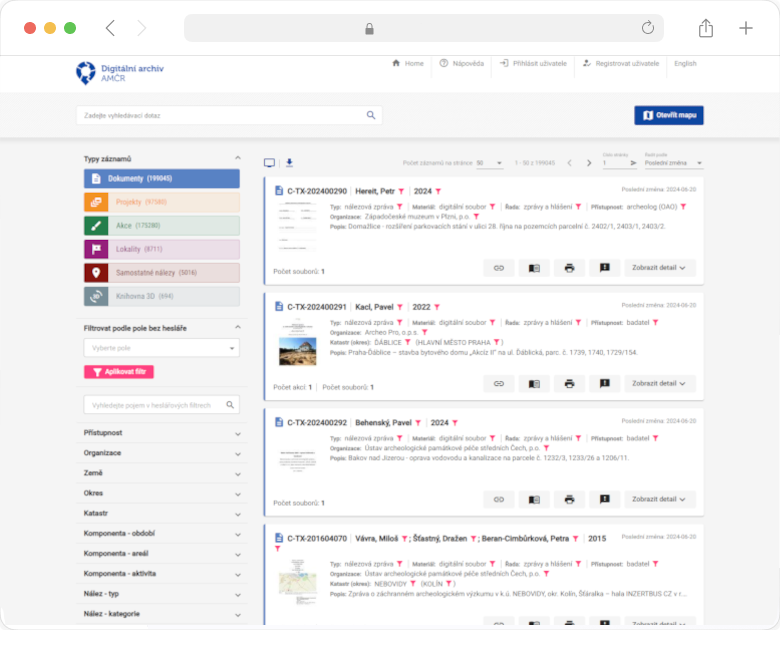 Digitální archiv
AMČR
Home
Nápověda
Přihlásit uživatele
Registrovat uživatele
English
Zadejte vyhledávací dotaz
Otevřít mapu
Typy záznamů
Dokumenty (199045)
Projekty (97580)
Akce (175280)
Lokality (8711)
Samostatné nálezy (5016)
Knihovna 3D (694)
Filtrovat podle pole bez hesláře
Vyberte pole
Aplikovat filtr
Vyhledejte pojem v heslářových filtrech
Přístupnost
Organizace
Země
Okres
Katastr
Komponenta - období
Komponenta - areál
Komponenta - aktivita
Nález - typ
Nález - kategorie
Počet záznamů na stránce 50
1 - 50 z 199045
Číslo stránky
1
Řadit podle
Poslední změna
C-TX-202400290 | Hereit, Petr | 2024
Poslední změna: 2024-06-20
Typ: nálezová zpráva | Materiál: digitální soubor | Řada: zprávy a hlášení | Přístupnost: archeolog (OAO)
Organizace: Západočeské muzeum v Plzni, p.o.
Popis: Domažlice - rozšíření parkovacích stání v ulici 28. října na pozemcích parcelní č. 2402/1, 2403/1, 2403/2.
Počet souborů: 1
Zobrazit detail
C-TX-202400291 | Kacl, Pavel | 2022
Poslední změna: 2024-06-20
Typ: nálezová zpráva | Materiál: digitální soubor | Řada: zprávy a hlášení | Přístupnost: badatel
Organizace: Archeo Pro, o.p.s.
Katastr (okres): ĎÁBLICE (HLAVNÍ MĚSTO PRAHA)
Popis: Praha-Ďáblice – stavba bytového domu „Akcíz II" na ul. Ďáblická, parc. č. 1739, 1740, 1729/154.
Počet akcí: 1 | Počet souborů: 1
Zobrazit detail
C-TX-202400292 | Behenský, Pavel | 2024
Poslední změna: 2024-06-20
Typ: nálezová zpráva | Materiál: digitální soubor | Řada: zprávy a hlášení | Přístupnost: badatel
Organizace: Ústav archeologické památkové péče středních Čech, p.o.
Popis: Bakov nad Jizerou - oprava vodovodu a kanalizace na parcele č. 1232/3, 1233/26 a 1206/11.
Počet souborů: 1
Zobrazit detail
C-TX-201604070 | Vávra, Miloš ; Šťastný, Dražen ; Beran-Cimbůrková, Petra | 2015
Poslední změna: 2024-06-20
Typ: nálezová zpráva | Materiál: digitální soubor | Řada: zprávy a hlášení | Přístupnost: badatel
Organizace: Ústav archeologické památkové péče středních Čech, p.o.
Katastr (okres): NEBOVIDY (KOLÍN)
Popis: Zpráva o záchranném archeologickém výzkumu v k.ú. NEBOVIDY, okr. Kolín, Šťáralka – hala INZERTBUS CZ v r...
Zobrazit detail